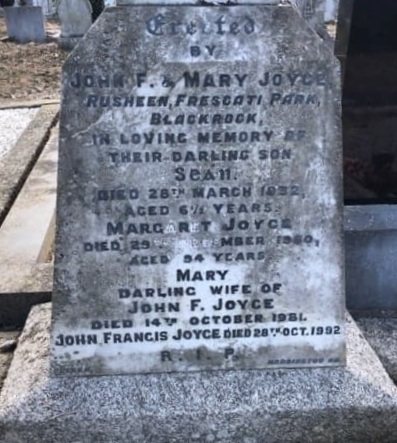 Erected
BY
JOHN F. & MARY JOYCE
RUSHEEN, FRESCATI PARK,
BLACKROCK,
IN LOVING MEMORY OF
THEIR DARLING SON
SEAN.
DIED 28TH MARCH
AGED 6½ YEARS.
MARGARET JOYCE
DIED
AGED 94 YEARS
MARY
DARLING WIFE OF
JOHN F. JOYCE
DIED 14TH OCTOBER 1981.
JOHN FRANCIS JOYCE DIED 28TH OCT. 1992
R.I.P.